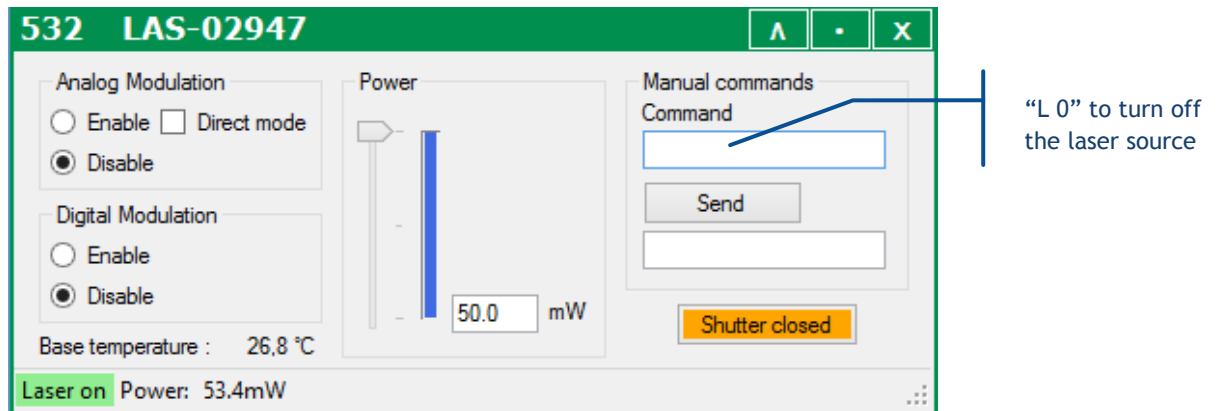 532 LAS-02947
Λ · X
Analog Modulation
Enable Direct mode
Disable
Digital Modulation
Enable
Disable
Base temperature : 26,8 °C
Power
50.0 mW
Manual commands
Command
Send
Shutter closed
Laser on Power: 53.4mW
“L 0” to turn off
the laser source